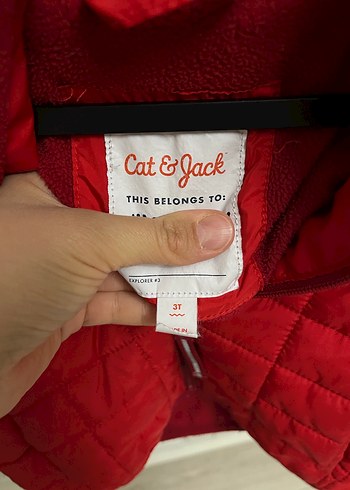 Cat & Jack
THIS BELONGS TO:
EXPLORER #3
3T